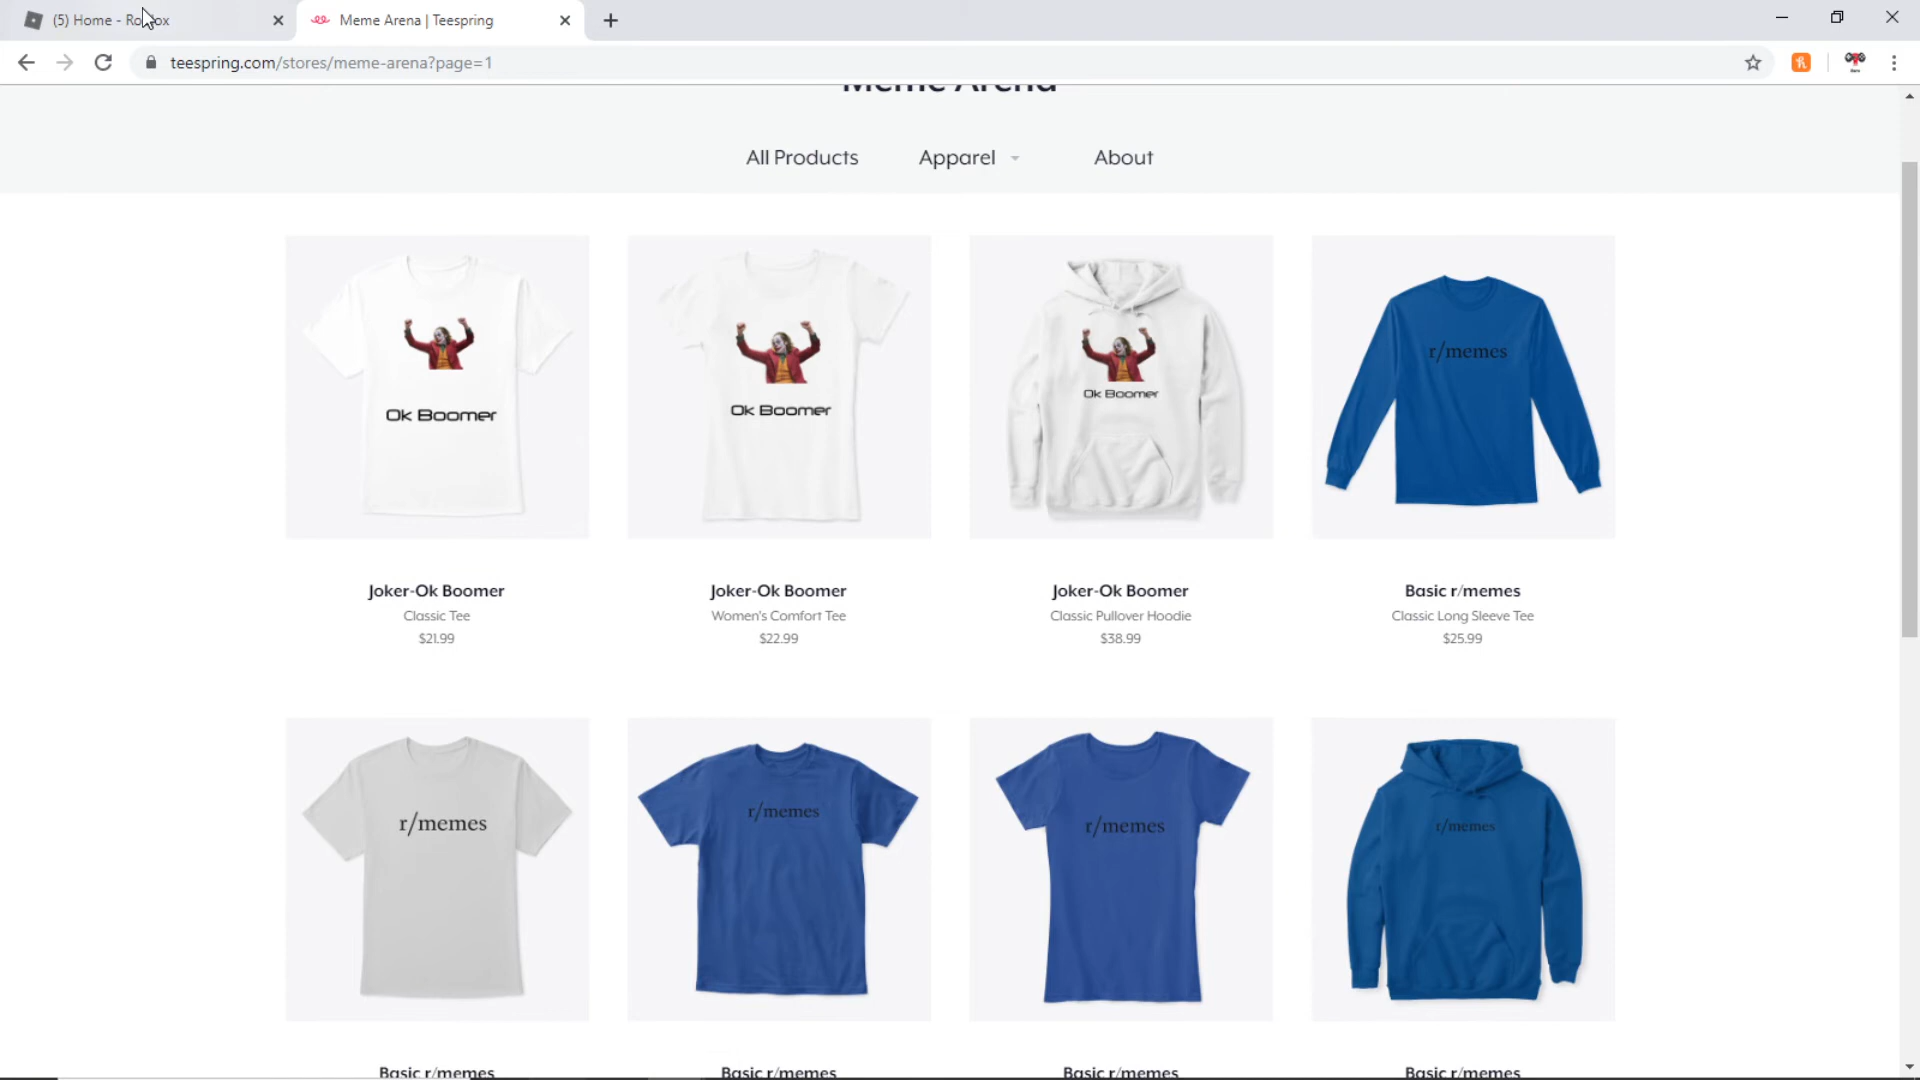 (5) Home - Roblox
Meme Arena | Teespring
teespring.com/stores/meme-arena?page=1
Meme Arena
All Products
Apparel
About
Ok Boomer
Ok Boomer
Ok Boomer
r/memes
Joker-Ok Boomer
Classic Tee
$21.99
Joker-Ok Boomer
Women's Comfort Tee
$22.99
Joker-Ok Boomer
Classic Pullover Hoodie
$38.99
Basic r/memes
Classic Long Sleeve Tee
$25.99
r/memes
r/memes
r/memes
r/memes
Basic r/memes
Basic r/memes
Basic r/memes
Basic r/memes